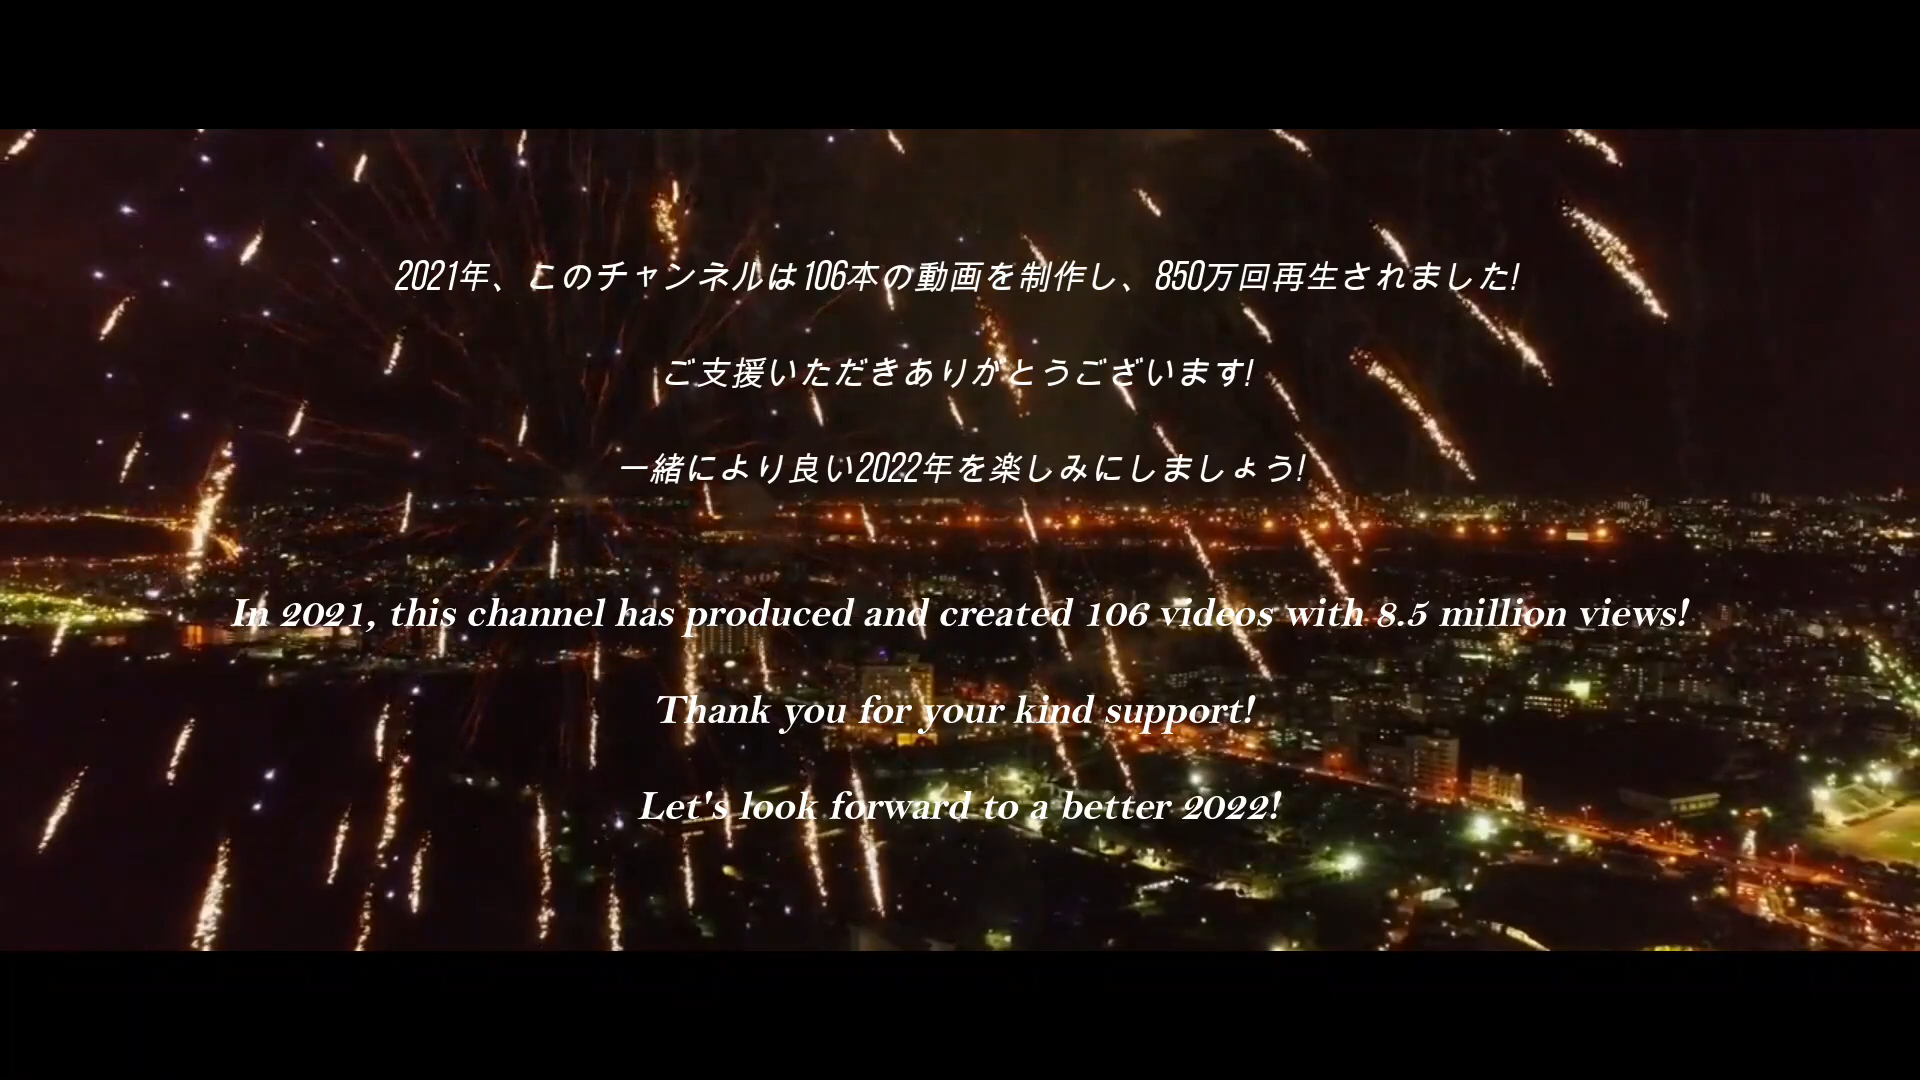 2021年、このチャンネルは106本の動画を制作し、850万回再生されました!
ご支援いただきありがとうございます!
一緒により良い2022年を楽しみにしましょう!
In 2021, this channel has produced and created 106 videos with 8.5 million views!
Thank you for your kind support!
Let's look forward to a better 2022!